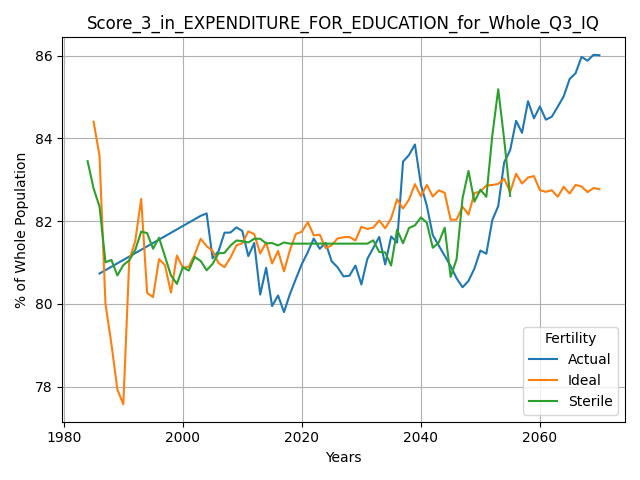 Score_3_in_EXPENDITURE_FOR_EDUCATION_for_Whole_Q3_IQ
86
84
82
80
78
% of Whole Population
1980
2000
2020
2040
2060
Years
Fertility
Actual
Ideal
Sterile